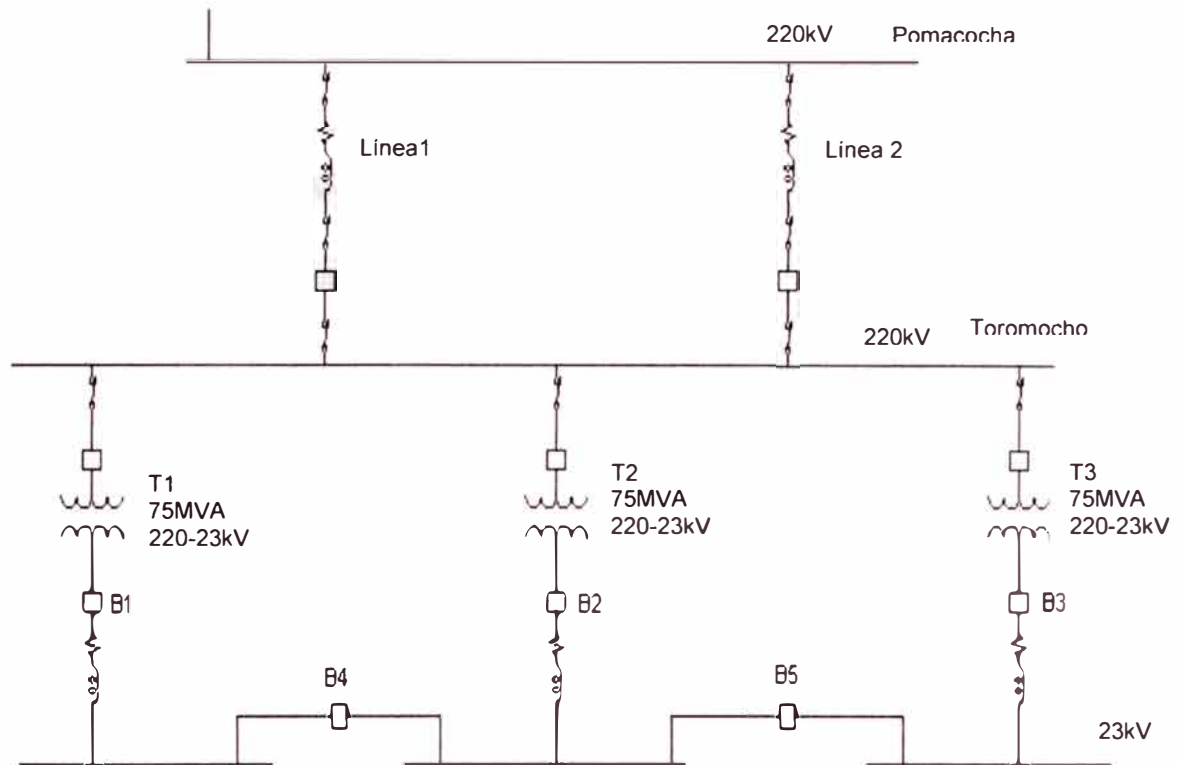 220kV Pomacocha
Línea1
Línea 2
220kV Toromocho
T1
75MVA
220-23kV
T2
75MVA
220-23kV
T3
75MVA
220-23kV
B1
B2
B3
B4
B5
23kV